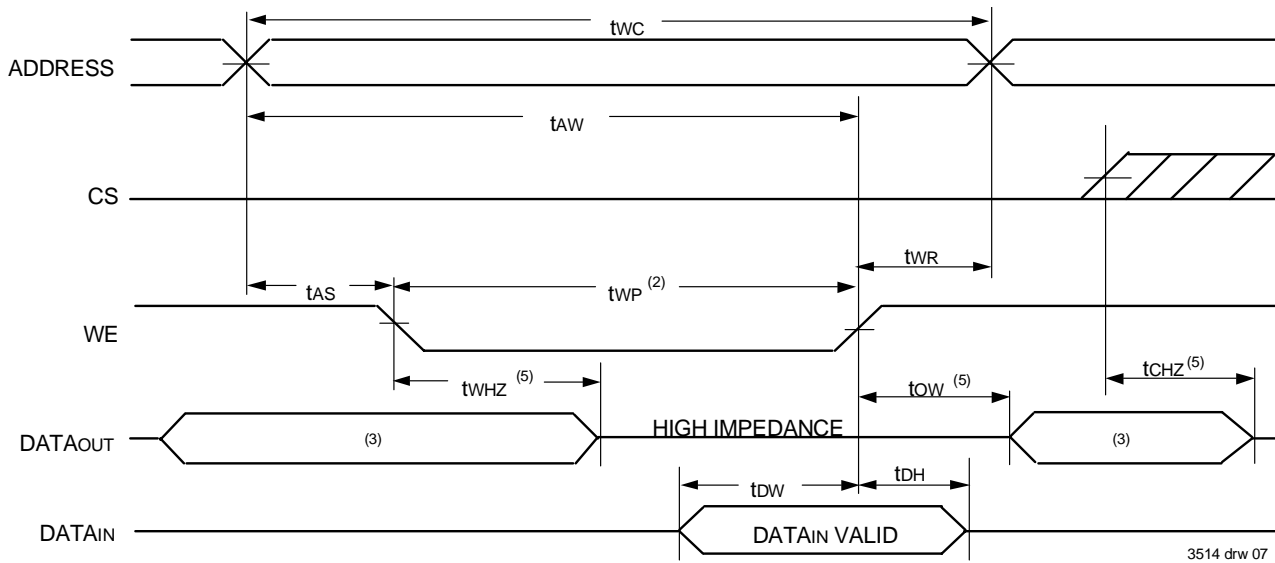 tWC
ADDRESS
tAW
CS
tWR
tAS
tWP (2)
WE
tWHZ (5)
tOW (5)
tCHZ (5)
DATAOUT
(3)
HIGH IMPEDANCE
(3)
tDW
tDH
DATAIN
DATAIN VALID
3514 drw 07